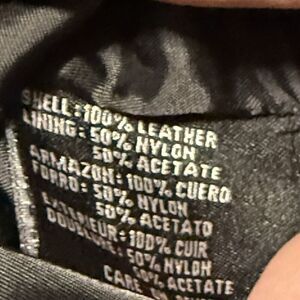 SHELL: 100% LEATHER
LINING: 50% NYLON
50% ACETATE
ARMAZON: 100% CUERO
FORRO: 50% NYLON
50% ACETATO
EXTERIEUR: 100% CUIR
DOUBLURE: 50% NYLON
50% ACETATE
CARE